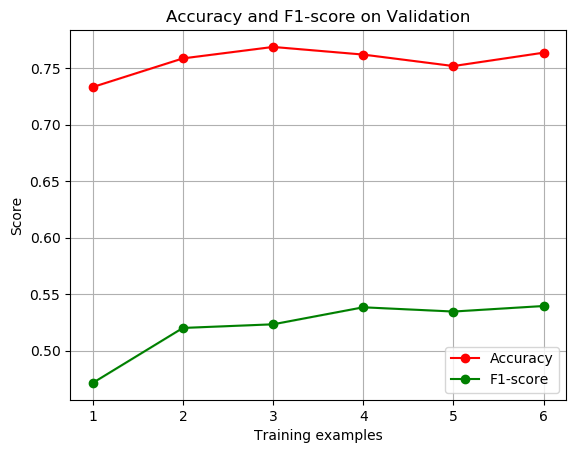 Accuracy and F1-score on Validation
Score
0.75
0.70
0.65
0.60
0.55
0.50
Accuracy
F1-score
1 2 3 4 5 6
Training examples